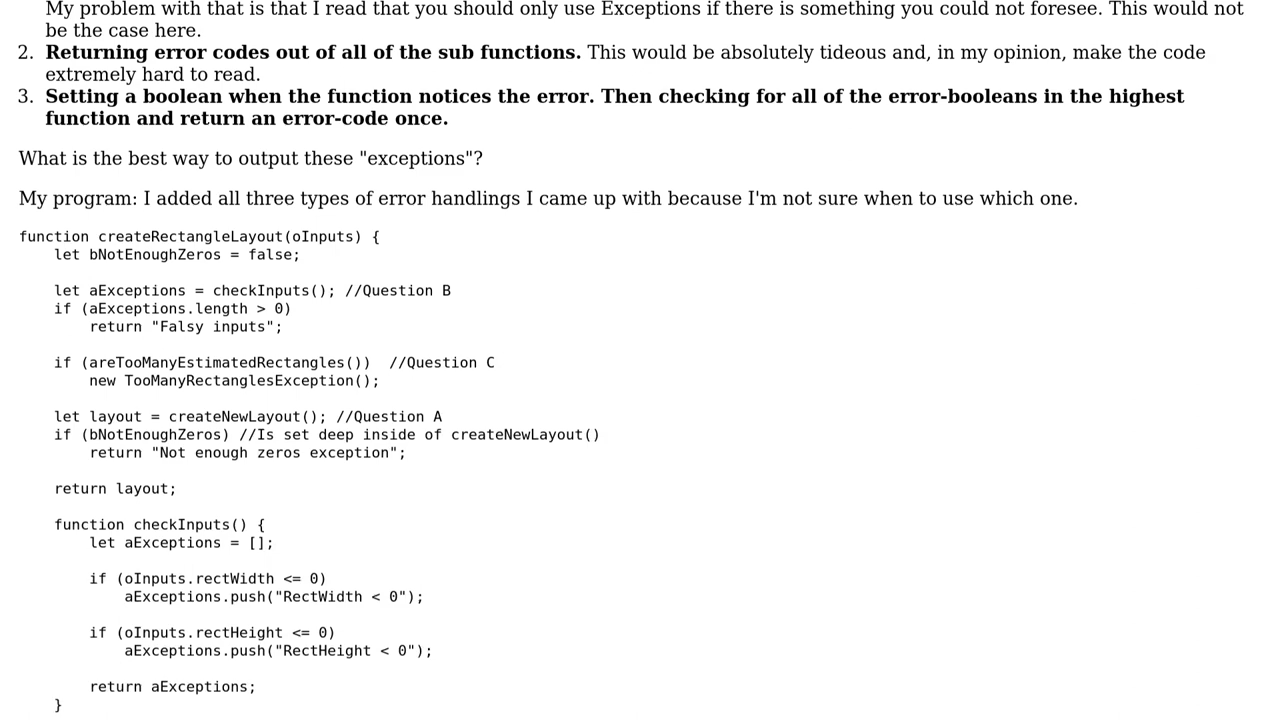 My problem with that is that I read that you should only use Exceptions if there is something you could not foresee. This would not
be the case here.
2. Returning error codes out of all of the sub functions. This would be absolutely tideous and, in my opinion, make the code
extremely hard to read.
3. Setting a boolean when the function notices the error. Then checking for all of the error-booleans in the highest
function and return an error-code once.
What is the best way to output these "exceptions"?
My program: I added all three types of error handlings I came up with because I'm not sure when to use which one.
function createRectangleLayout(oInputs) {
    let bNotEnoughZeros = false;
    let aExceptions = checkInputs(); //Question B
    if (aExceptions.length > 0)
        return "Falsy inputs";
    if (areTooManyEstimatedRectangles())  //Question C
        new TooManyRectanglesException();
    let layout = createNewLayout(); //Question A
    if (bNotEnoughZeros) //Is set deep inside of createNewLayout()
        return "Not enough zeros exception";
    return layout;
    function checkInputs() {
        let aExceptions = [];
        if (oInputs.rectWidth <= 0)
            aExceptions.push("RectWidth < 0");
        if (oInputs.rectHeight <= 0)
            aExceptions.push("RectHeight < 0");
        return aExceptions;
    }